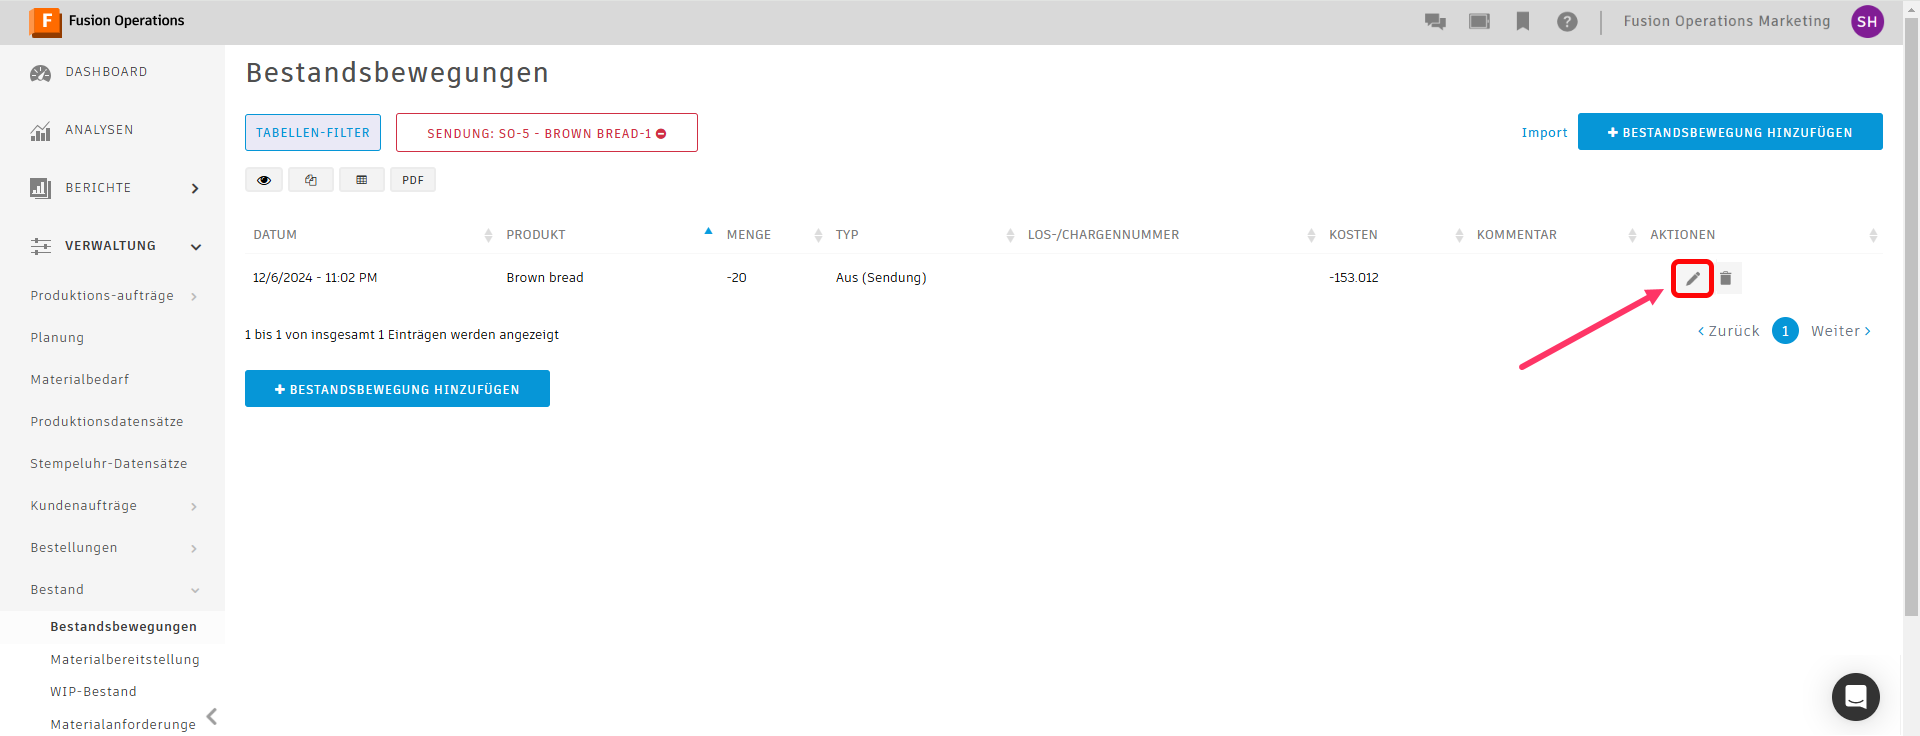 F Fusion Operations
? Fusion Operations Marketing SH
DASHBOARD
ANALYSEN
BERICHTE
VERWALTUNG
Produktions-aufträge
Planung
Materialbedarf
Produktionsdatensätze
Stempeluhr-Datensätze
Kundenaufträge
Bestellungen
Bestand
Bestandsbewegungen
Materialbereitstellung
WIP-Bestand
Materialanforderunge
Bestandsbewegungen
TABELLEN-FILTER SENDUNG: SO-5 - BROWN BREAD-1 Import BESTANDSBEWEGUNG HINZUFÜGEN
PDF
DATUM PRODUKT MENGE TYP LOS-/CHARGENNUMMER KOSTEN KOMMENTAR AKTIONEN
12/6/2024 - 11:02 PM Brown bread -20 Aus (Sendung) -153.012
1 bis 1 von insgesamt 1 Einträgen werden angezeigt Zurück 1 Weiter
BESTANDSBEWEGUNG HINZUFÜGEN